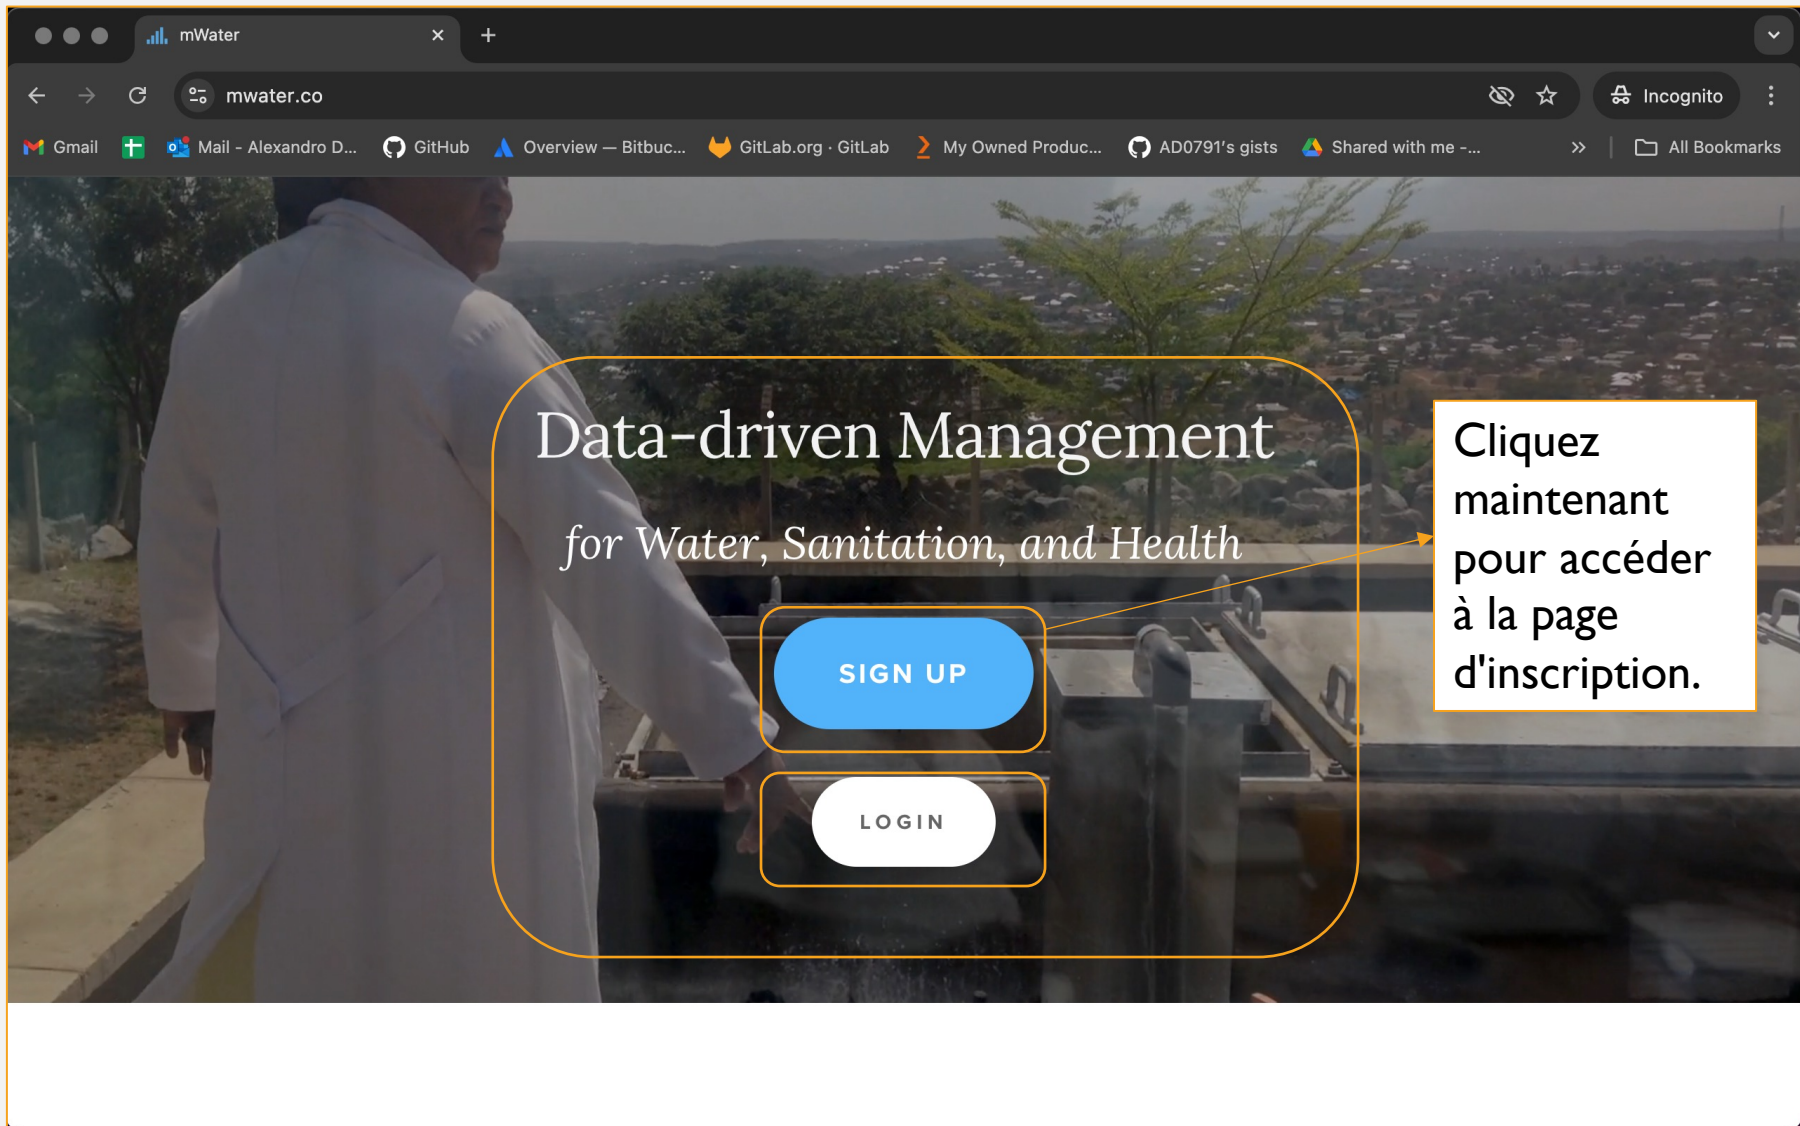 mWater
mwater.co
Incognito
Gmail
Mail - Alexandro D...
GitHub
Overview — Bitbuc...
GitLab.org · GitLab
My Owned Produc...
AD0791's gists
Shared with me -...
All Bookmarks
Data-driven Management
for Water, Sanitation, and Health
SIGN UP
LOGIN
Cliquez
maintenant
pour accéder
à la page
d'inscription.